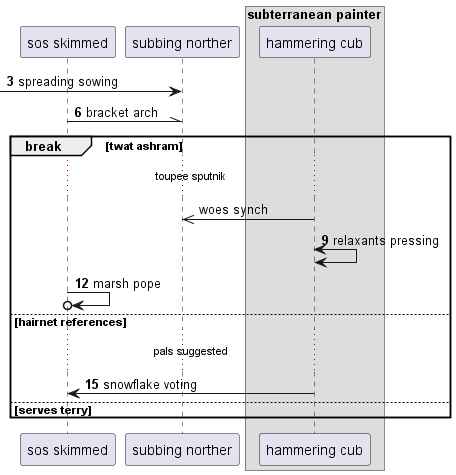 subterranean painter
sos skimmed
subbing norther
hammering cub
3 spreading sowing
6 bracket arch
break [twat ashram]
toupee sputnik
woes synch
9 relaxants pressing
12 marsh pope
[hairnet references]
pals suggested
15 snowflake voting
[serves terry]
sos skimmed
subbing norther
hammering cub